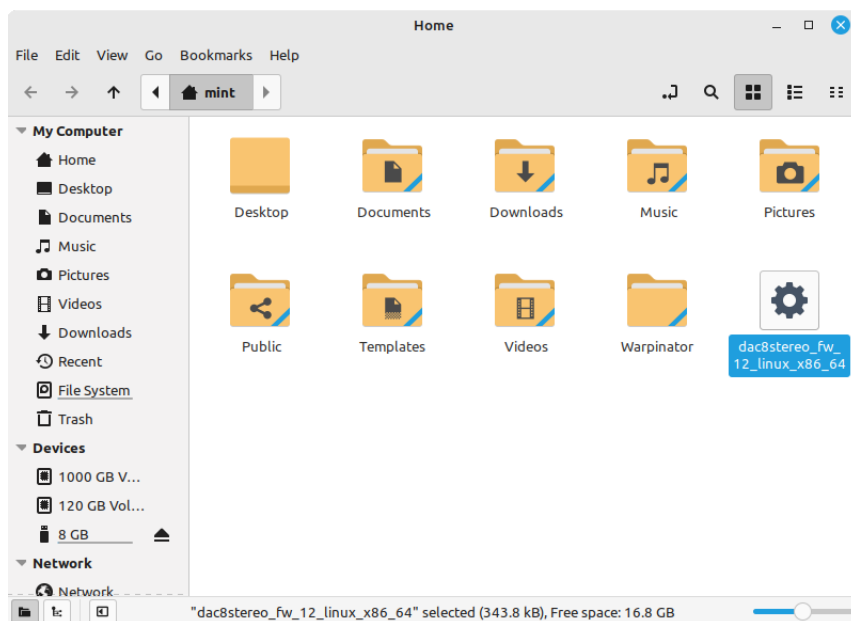 Home
File Edit View Go Bookmarks Help
mint
My Computer
Home
Desktop
Documents
Music
Pictures
Videos
Downloads
Recent
File System
Trash
Devices
1000 GB V...
120 GB Vol...
8 GB
Network
Network
Desktop Documents Downloads Music Pictures
Public Templates Videos Warpinator dac8stereo_fw_
12_linux_x86_64
"dac8stereo_fw_12_linux_x86_64" selected (343.8 kB), Free space: 16.8 GB